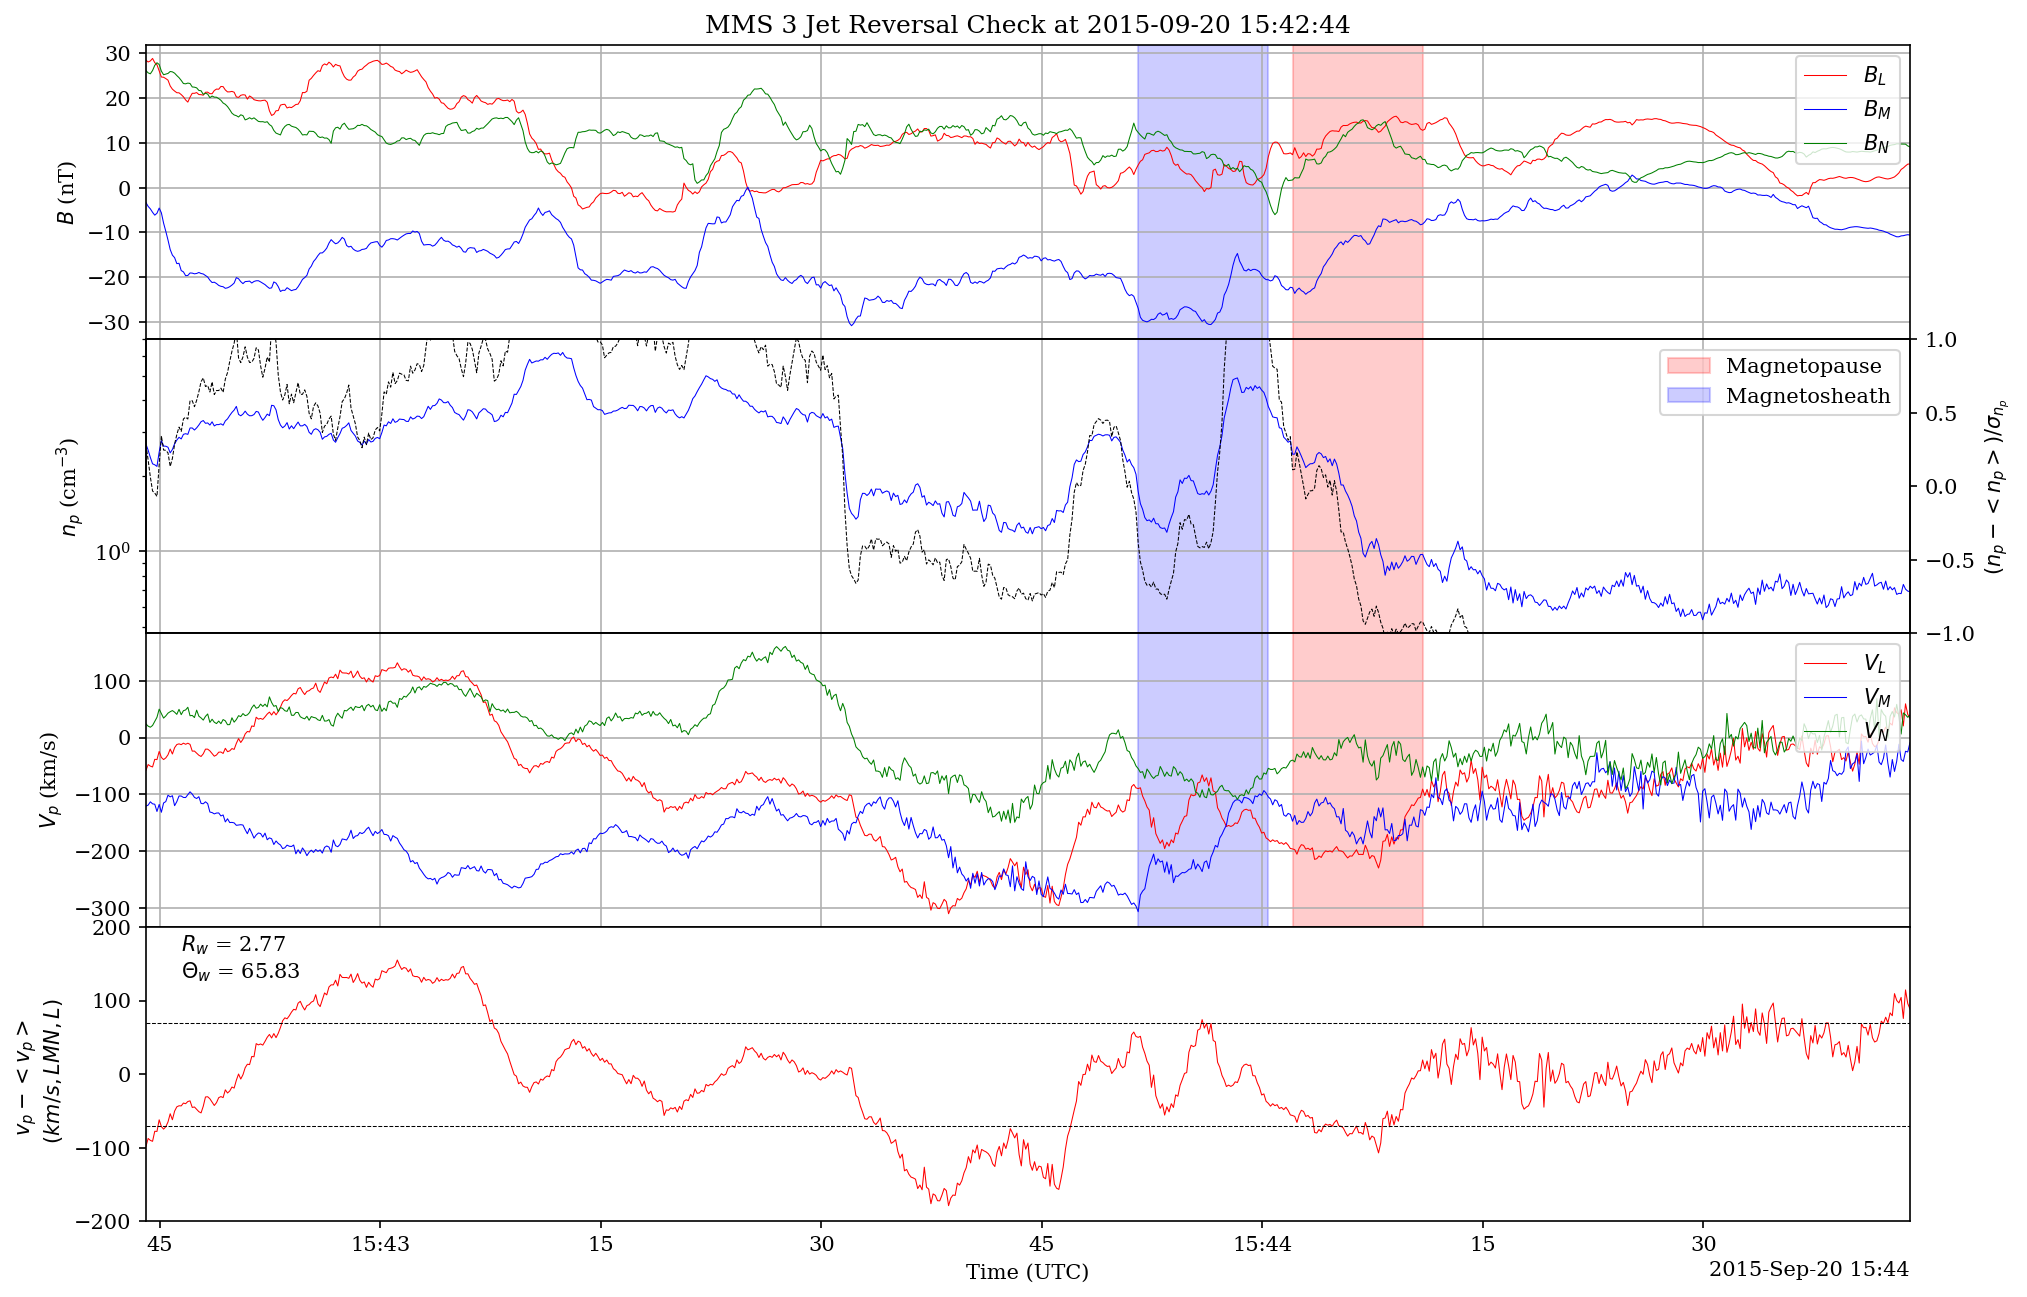 MMS 3 Jet Reversal Check at 2015-09-20 15:42:44
30
20
10
0
−10
−20
−30
B (nT)
B_L
B_M
B_N
10⁰
n_p (cm⁻³)
Magnetopause
Magnetosheath
1.0
0.5
0.0
−0.5
−1.0
(n_p − < n_p >)/σ_{n_p}
100
0
−100
−200
−300
V_p (km/s)
V_L
V_M
V_N
200
100
0
−100
−200
v_p − < v_p >
(km/s, LMN, L)
R_w = 2.77
Θ_w = 65.83
45 15:43 15 30 45 15:44 15 30
Time (UTC)
2015-Sep-20 15:44